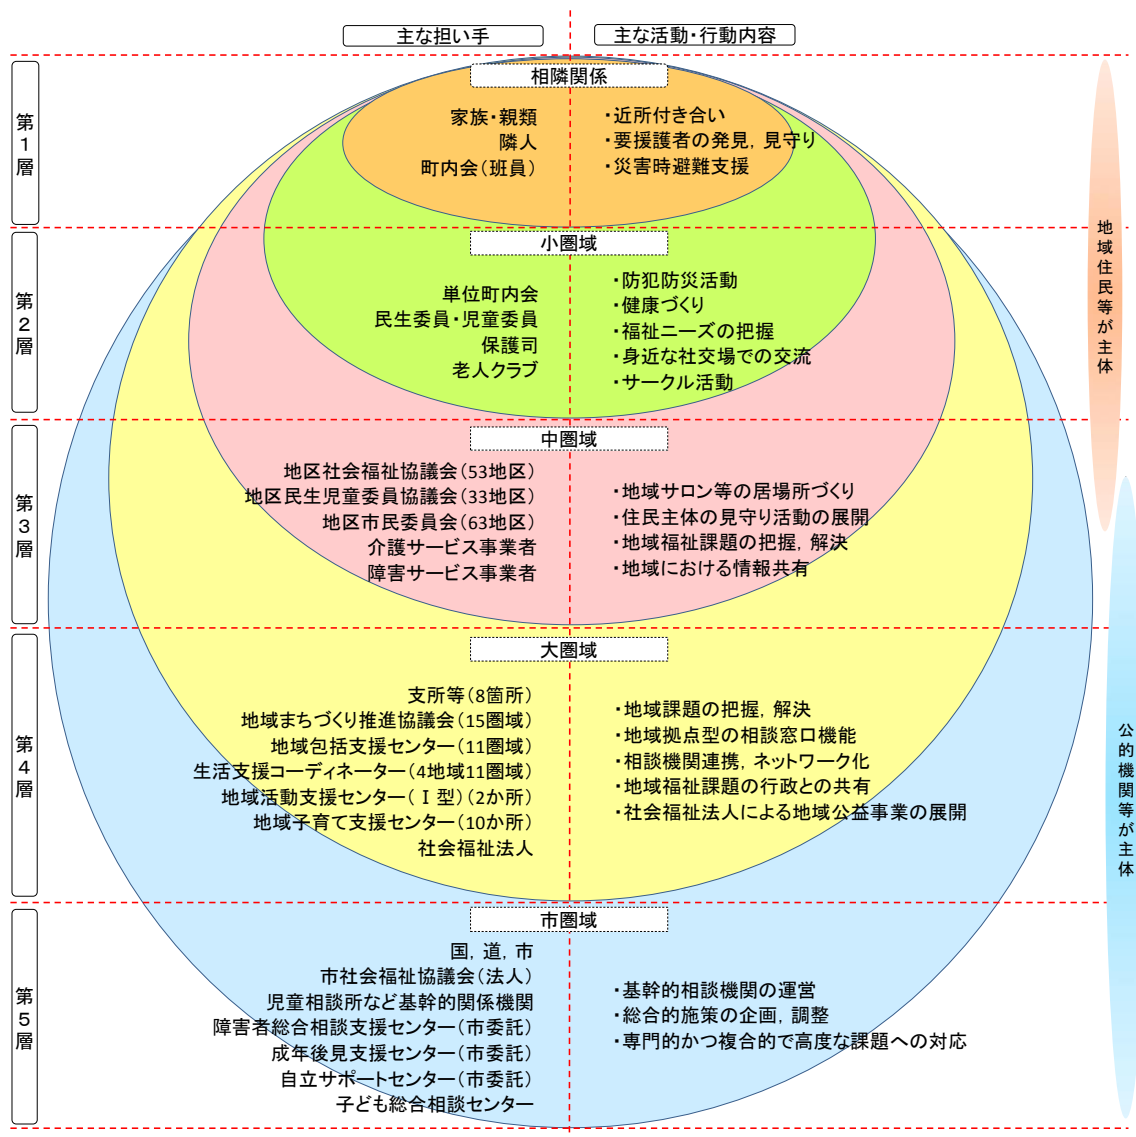 主な担い手
主な活動・行動内容
第1層
相隣関係
家族・親類
隣人
町内会（班員）
・近所付き合い
・要援護者の発見，見守り
・災害時避難支援
第2層
小圏域
単位町内会
民生委員・児童委員
保護司
老人クラブ
・防犯防災活動
・健康づくり
・福祉ニーズの把握
・身近な社交場での交流
・サークル活動
第3層
中圏域
地区社会福祉協議会（53地区）
地区民生児童委員協議会（33地区）
地区市民委員会（63地区）
介護サービス事業者
障害サービス事業者
・地域サロン等の居場所づくり
・住民主体の見守り活動の展開
・地域福祉課題の把握，解決
・地域における情報共有
第4層
大圏域
支所等（8箇所）
地域まちづくり推進協議会（15圏域）
地域包括支援センター（11圏域）
生活支援コーディネーター（4地域11圏域）
地域活動支援センター（Ⅰ型）（2か所）
地域子育て支援センター（10か所）
社会福祉法人
・地域課題の把握，解決
・地域拠点型の相談窓口機能
・相談機関連携，ネットワーク化
・地域福祉課題の行政との共有
・社会福祉法人による地域公益事業の展開
第5層
市圏域
国，道，市
市社会福祉協議会（法人）
児童相談所など基幹的関係機関
障害者総合相談支援センター（市委託）
成年後見支援センター（市委託）
自立サポートセンター（市委託）
子ども総合相談センター
・基幹的相談機関の運営
・総合的施策の企画，調整
・専門的かつ複合的で高度な課題への対応
地域住民等が主体
公的機関等が主体